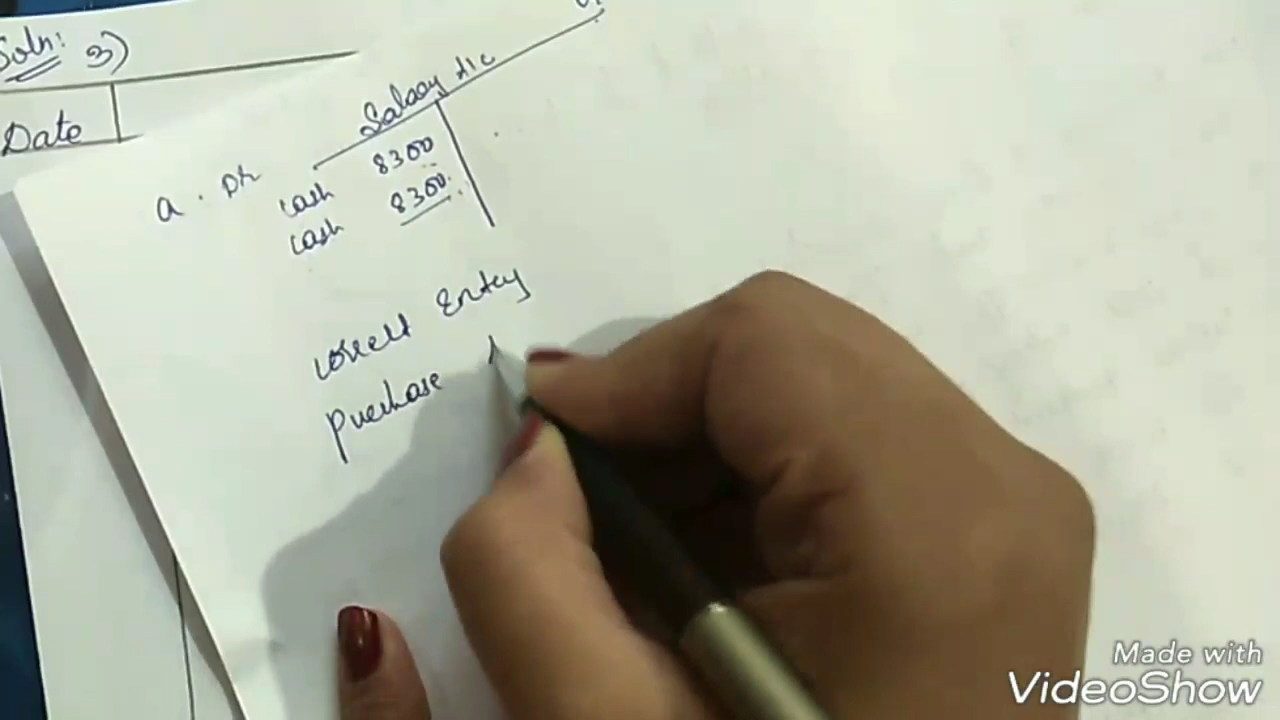 Soln: 3)
Date
Salary A/c
a. Dr
cash 8300
cash 8300
Correct Entry
purchase A
Made with
VideoShow